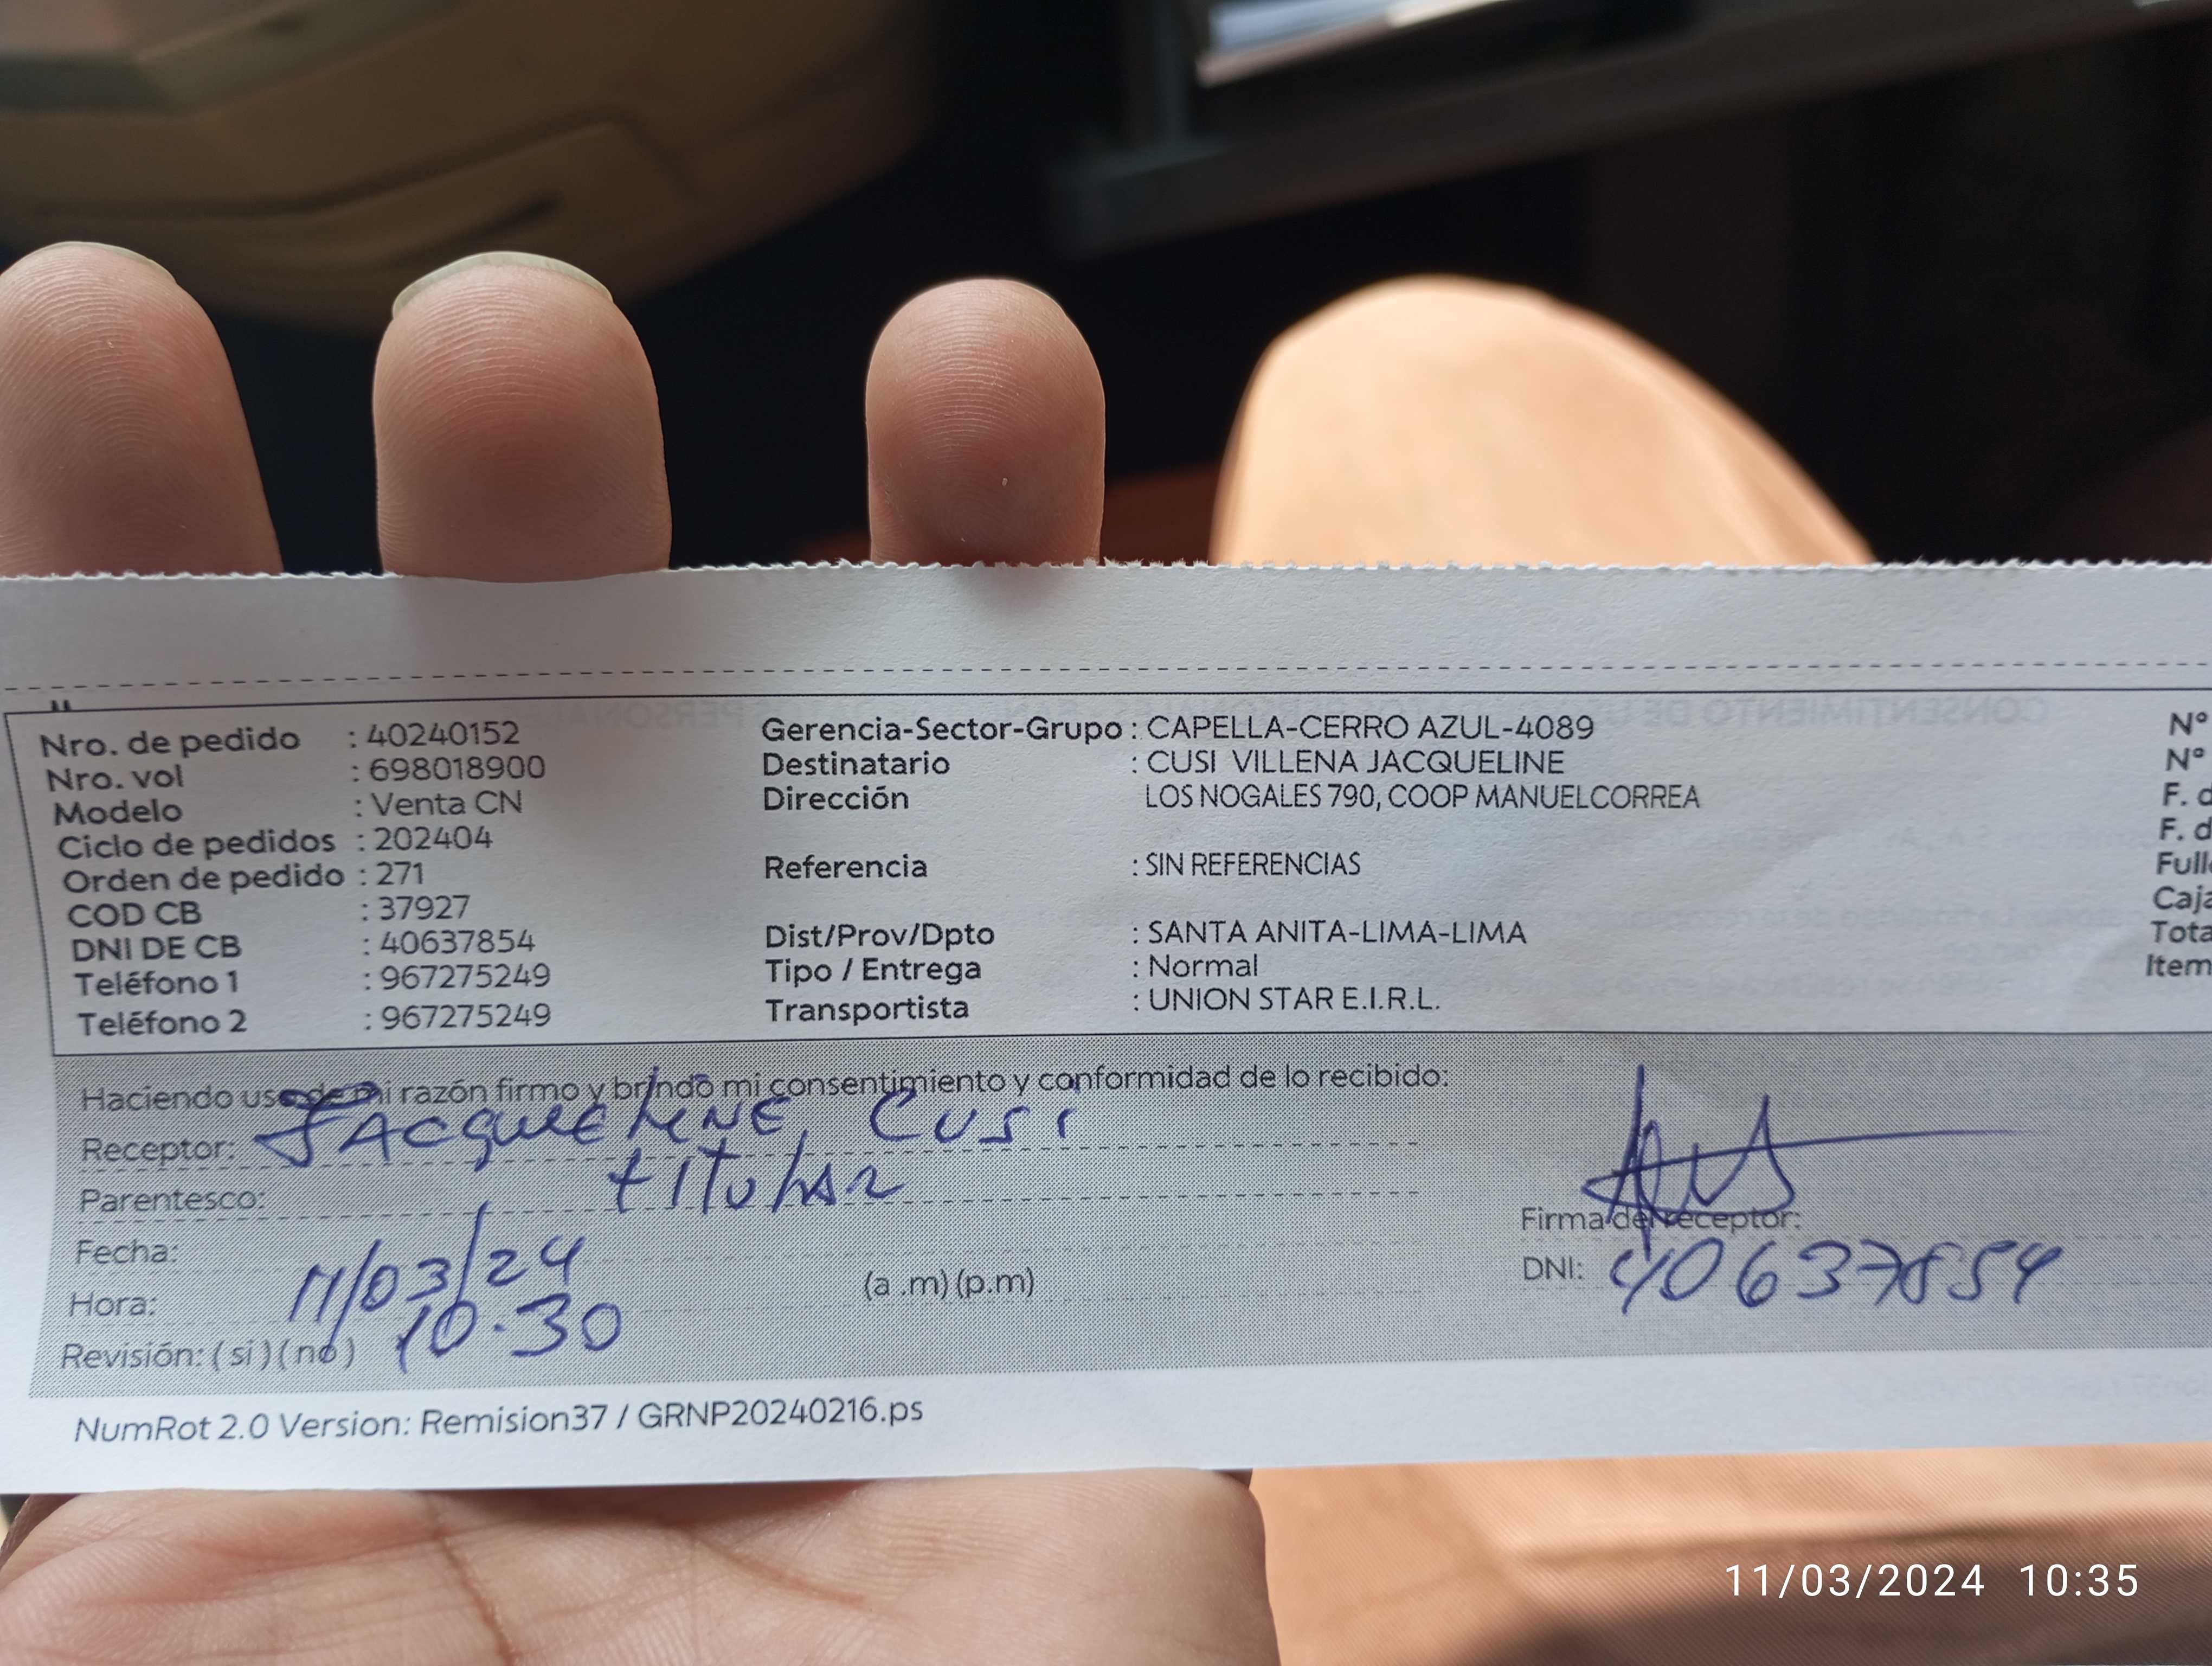 Nro. de pedido : 40240152
Nro. vol : 698018900
Modelo : Venta CN
Ciclo de pedidos : 202404
Orden de pedido : 271
COD CB : 37927
DNI DE CB : 40637854
Teléfono 1 : 967275249
Teléfono 2 : 967275249
Gerencia-Sector-Grupo : CAPELLA-CERRO AZUL-4089
Destinatario : CUSI VILLENA JACQUELINE
Dirección LOS NOGALES 790, COOP MANUELCORREA
Referencia : SIN REFERENCIAS
Dist/Prov/Dpto : SANTA ANITA-LIMA-LIMA
Tipo / Entrega : Normal
Transportista : UNION STAR E.I.R.L.
N°
N°
F. d
F. d
Full
Caja
Tota
Item
Haciendo uso de mi razón firmo y brindo mi consentimiento y conformidad de lo recibido:
Receptor: JACQUELINE CUSI
Parentesco: titular
Fecha: 11/03/24
Hora: 10.30 (a .m) (p.m)
Revisión: ( si ) ( no )
Firma del receptor:
DNI: 40637854
NumRot 2.0 Version: Remision37 / GRNP20240216.ps
11/03/2024 10:35